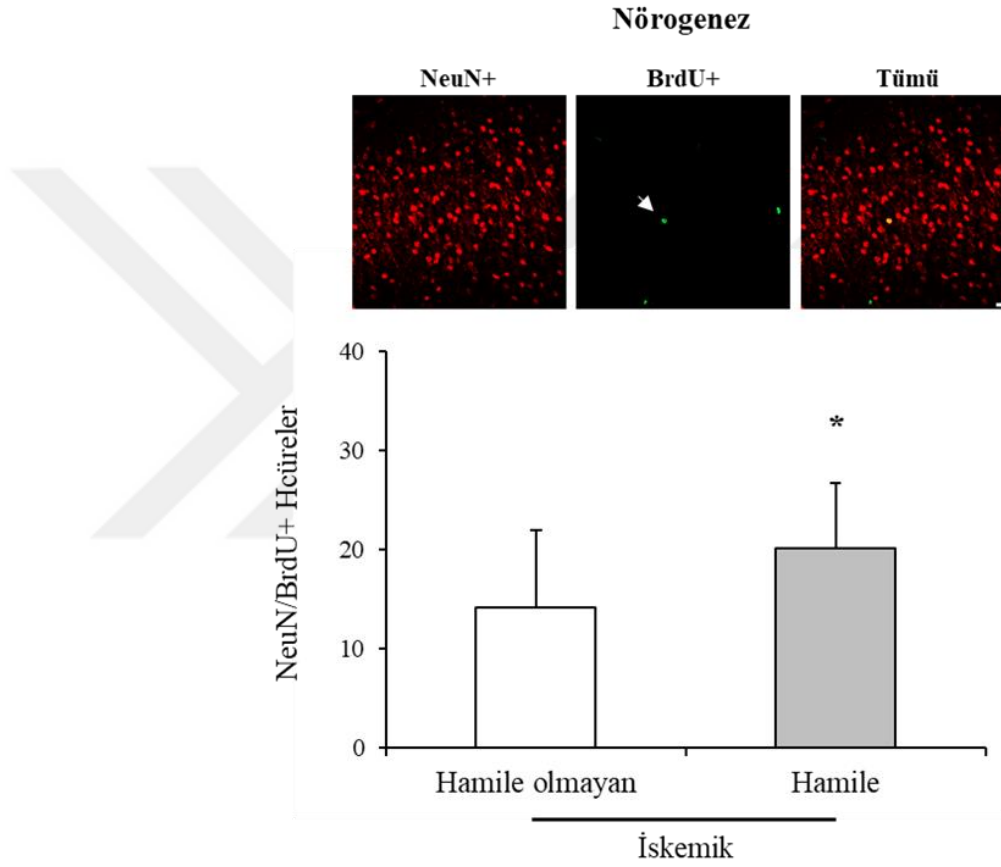 Nörogenez
NeuN+ BrdU+ Tümü
NeuN/BrdU+ Hcüreler
40
30
20
10
0
*
Hamile olmayan Hamile
İskemik